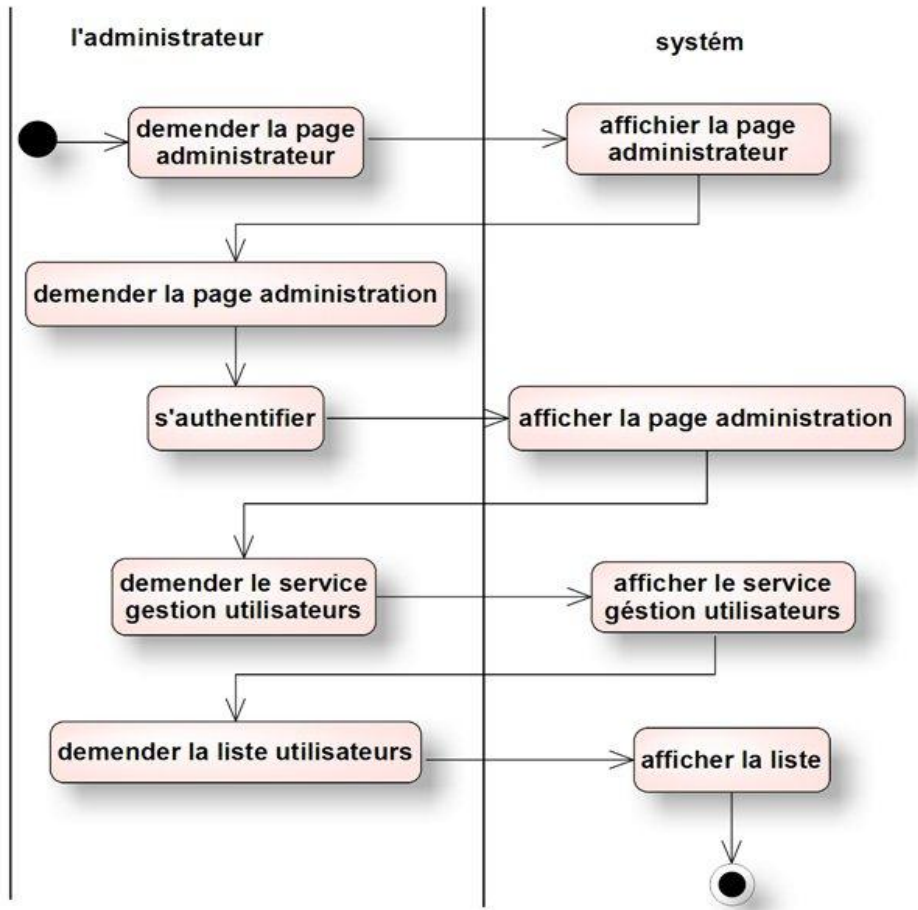 l'administrateur
systém
demender la page
administrateur
affichier la page
administrateur
demender la page administration
s'authentifier
afficher la page administration
demender le service
gestion utilisateurs
afficher le service
géstion utilisateurs
demender la liste utilisateurs
afficher la liste